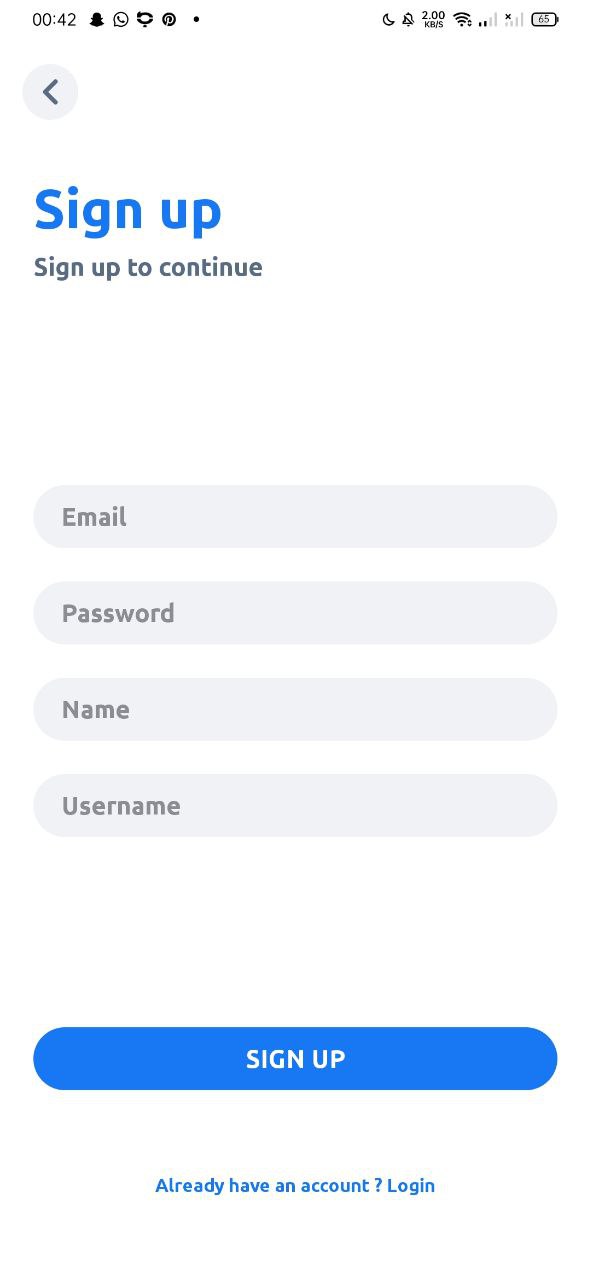 00:42 2.00 KB/S 65
Sign up
Sign up to continue
Email
Password
Name
Username
SIGN UP
Already have an account ? Login